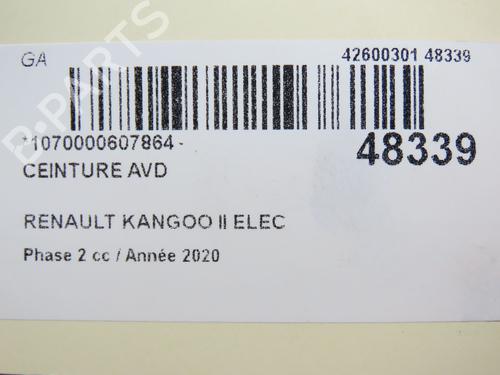 GA
42600301 48339
*1070000607864-
48339
CEINTURE AVD
RENAULT KANGOO II ELEC
Phase 2 cc / Année 2020
B-PARTS